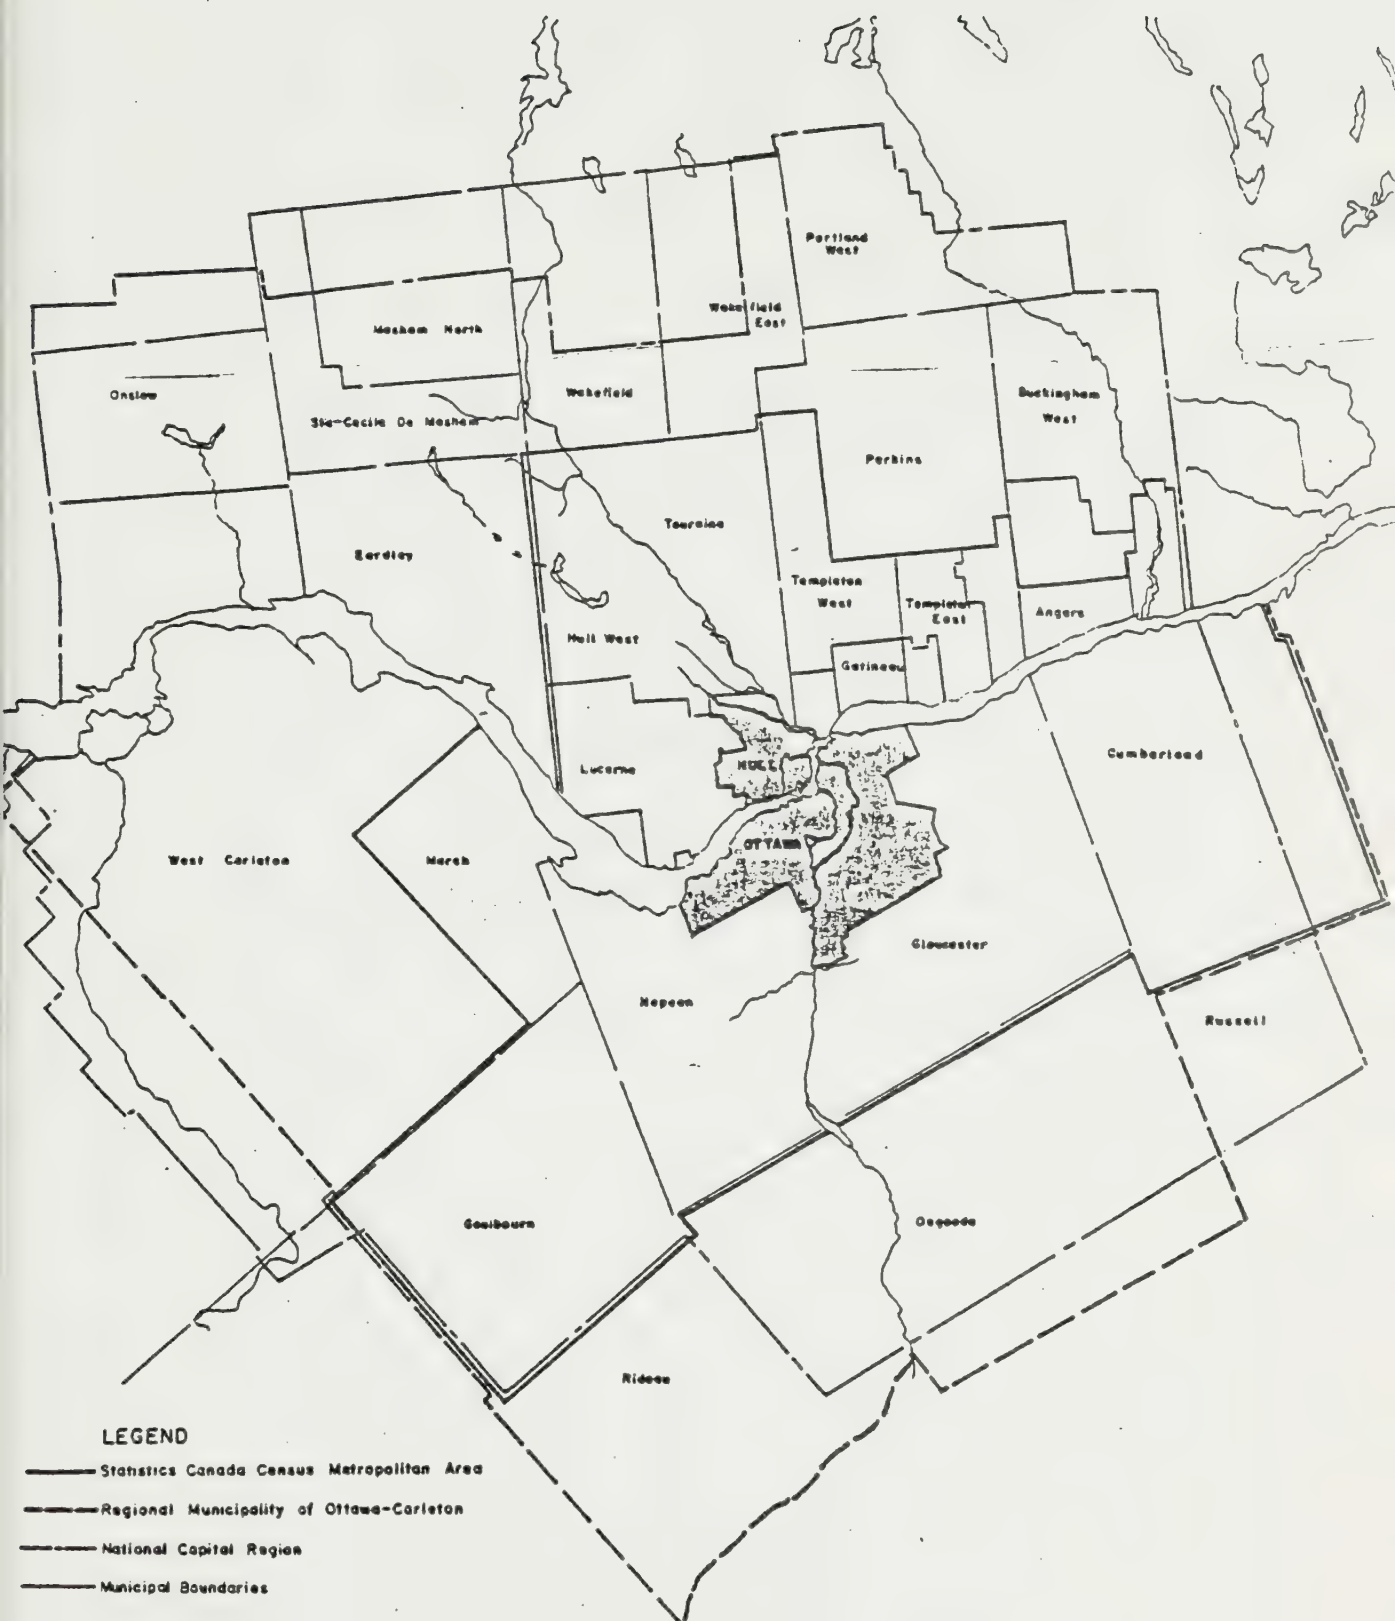 Portland
West
Wakefield
East
Masham North
Onslow
Wakefield
Buckingham
West
Ste-Cecile De Masham
Perkins
Touraine
Eardley
Templeton
West
Templeton
East
Angers
Hull West
Gatineau
Cumberland
HULL
Lucerne
OTTAWA
West Carleton
March
Gloucester
Nepean
Russell
Goulbourn
Osgoode
Rideau
LEGEND
Statistics Canada Census Metropolitan Area
Regional Municipality of Ottawa-Carleton
National Capital Region
Municipal Boundaries